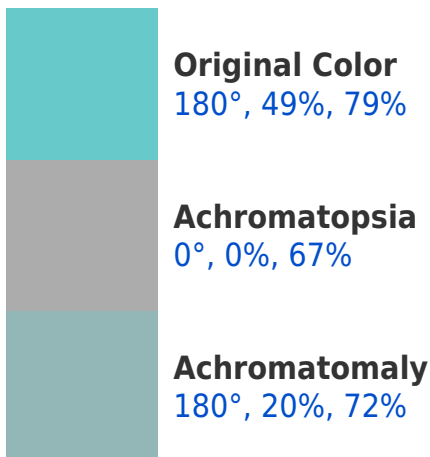 Original Color
180°, 49%, 79%
Achromatopsia
0°, 0%, 67%
Achromatomaly
180°, 20%, 72%